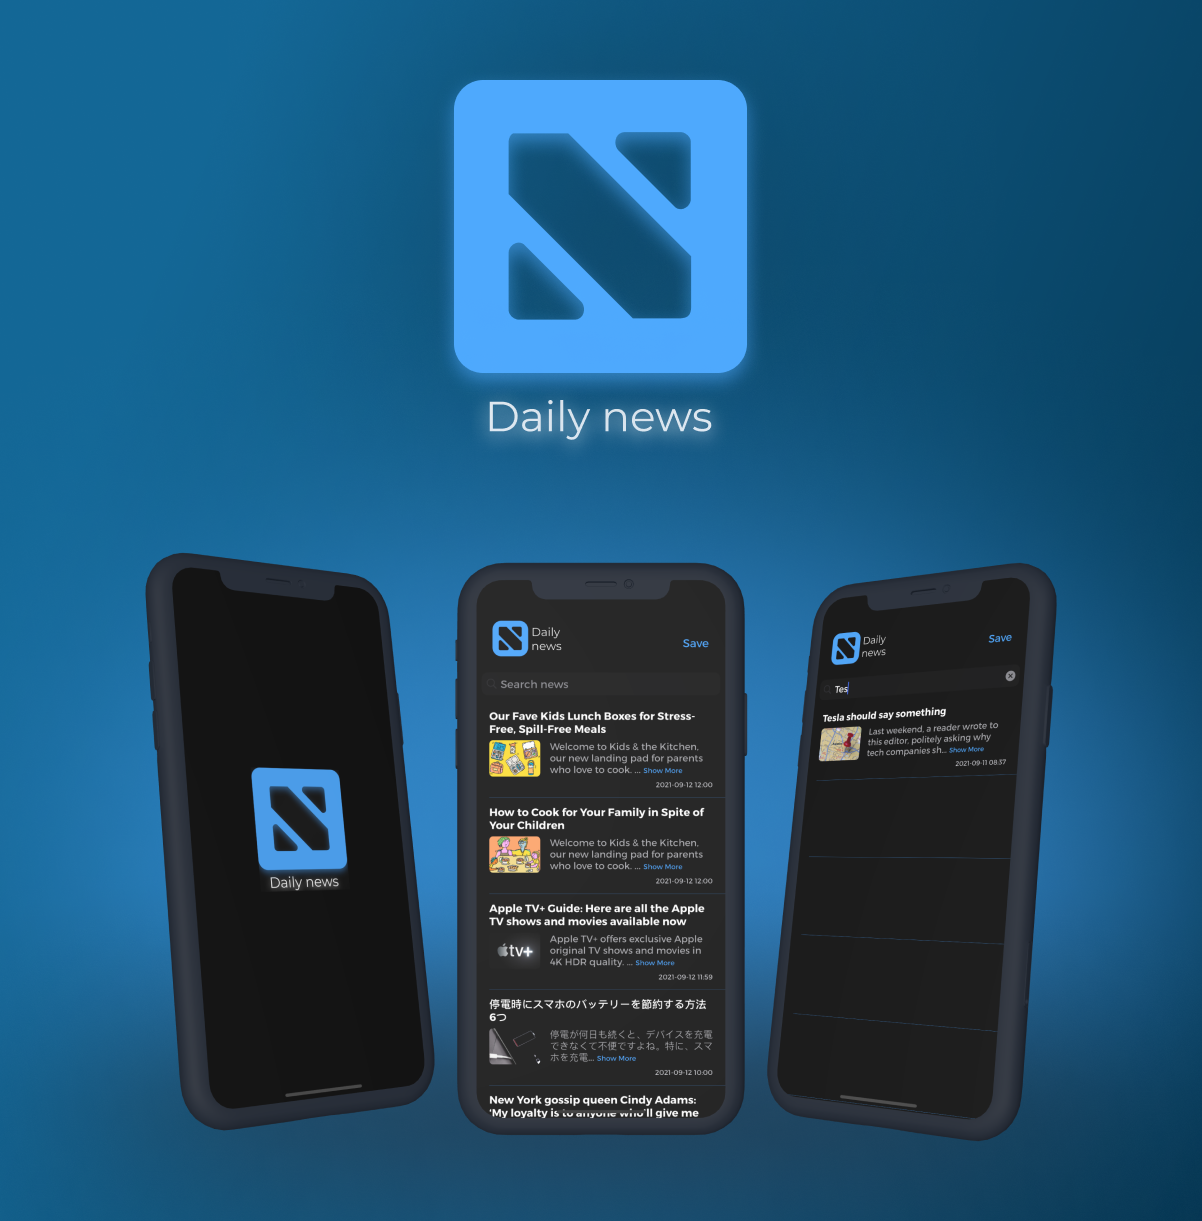 Daily news
Daily news
Daily
news
Save
Search news
Our Fave Kids Lunch Boxes for Stress-
Free, Spill-Free Meals
Welcome to Kids & the Kitchen,
our new landing pad for parents
who love to cook. ... Show More
2021-09-12 12:00
How to Cook for Your Family in Spite of
Your Children
Welcome to Kids & the Kitchen,
our new landing pad for parents
who love to cook. ... Show More
2021-09-12 12:00
Apple TV+ Guide: Here are all the Apple
TV shows and movies available now
tv+
Apple TV+ offers exclusive Apple
original TV shows and movies in
4K HDR quality. ... Show More
2021-09-12 11:59
停電時にスマホのバッテリーを節約する方法
6つ
停電が何日も続くと、デバイスを充電
できなくて不便ですよね。特に、スマ
ホを充電... Show More
2021-09-12 10:00
New York gossip queen Cindy Adams:
'My loyalty is to anyone who'll give me
Daily
news
Save
Tes
Tesla should say something
Last weekend, a reader wrote to
this editor, politely asking why
tech companies sh... Show More
2021-09-11 08:37